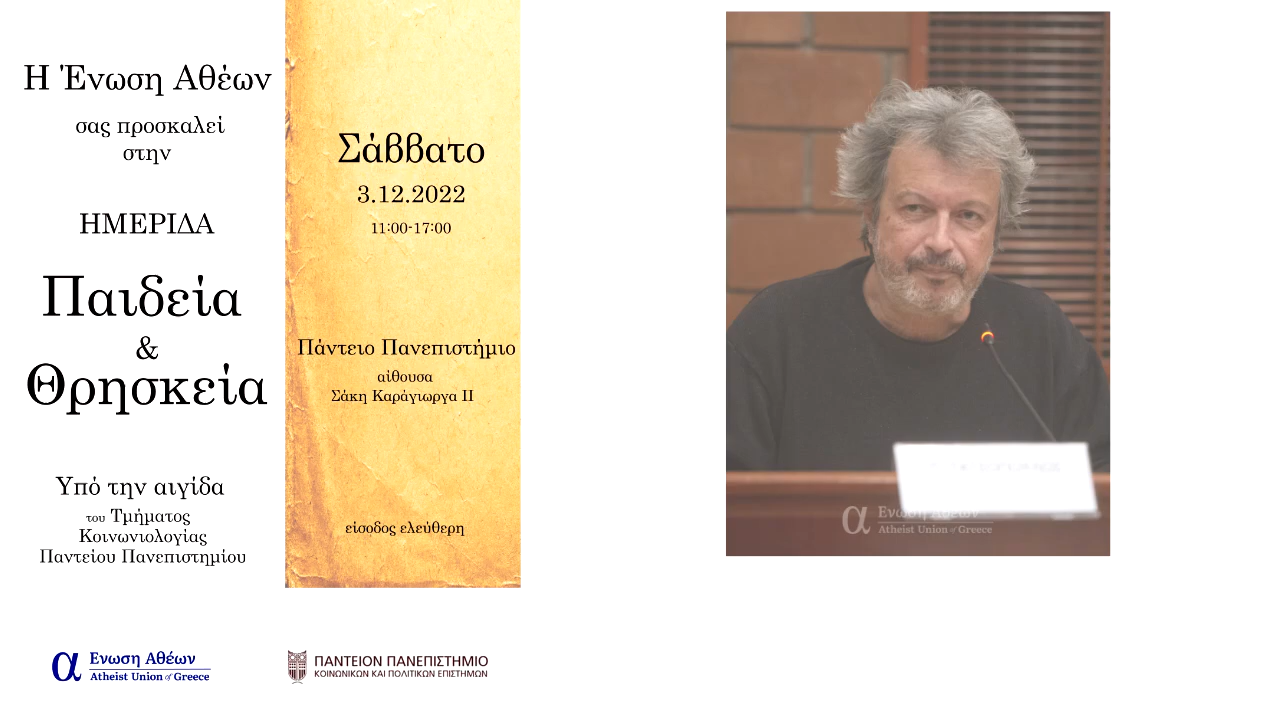 Η Ένωση Αθέων
σας προσκαλεί
στην
ΗΜΕΡΙΔΑ
Παιδεία
&
Θρησκεία
Υπό την αιγίδα
του Τμήματος
Κοινωνιολογίας
Παντείου Πανεπιστημίου
Σάββατο
3.12.2022
11:00-17:00
Πάντειο Πανεπιστήμιο
αίθουσα
Σάκη Καράγιωργα ΙΙ
είσοδος ελεύθερη
α Ενωση Αθέων
Atheist Union of Greece
ΠΑΝΤΕΙΟΝ ΠΑΝΕΠΙΣΤΗΜΙΟ
ΚΟΙΝΩΝΙΚΩΝ ΚΑΙ ΠΟΛΙΤΙΚΩΝ ΕΠΙΣΤΗΜΩΝ
α Ενωση Αθέων
Atheist Union of Greece